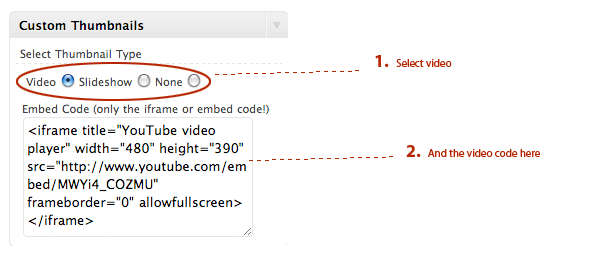 Custom Thumbnails
Select Thumbnail Type
Video Slideshow None
1. Select video
Embed Code (only the iframe or embed code!)
<iframe title="YouTube video
player" width="480" height="390"
src="http://www.youtube.com/em
bed/MWYi4_COZMU"
frameborder="0" allowfullscreen>
</iframe>
2. And the video code here